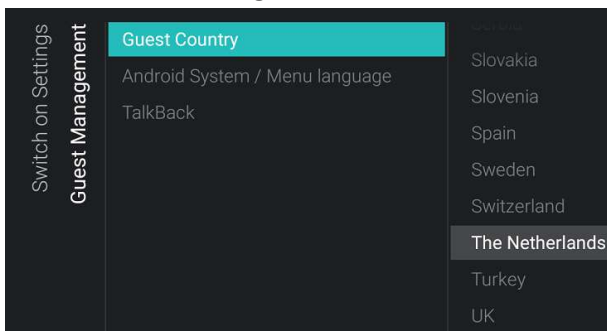 Switch on Settings
Guest Management
Guest Country
Android System / Menu language
TalkBack
Slovakia
Slovenia
Spain
Sweden
Switzerland
The Netherlands
Turkey
UK